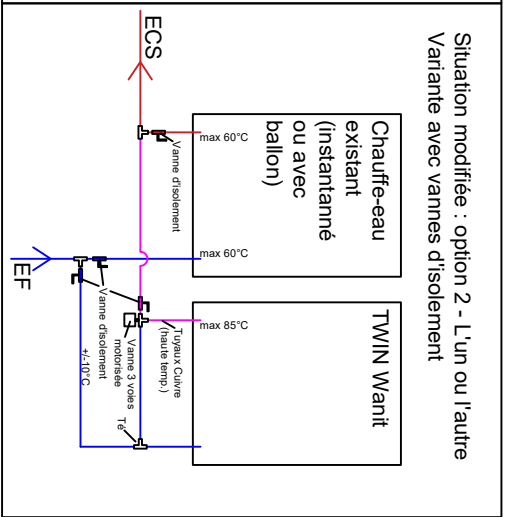 Situation modifiée : option 2 - L'un ou l'autre
Variante avec vannes d'isolement
Chauffe-eau
existant
(instantanné
ou avec
ballon)
TWIN Wanit
max 60°C
max 60°C
max 85°C
ECS
Vanne d'isolement
Tuyaux Cuivre
(haute temp.)
Vanne 3 voies
motorisée
Té
Vanne d'isolement
+/-10°C
EF